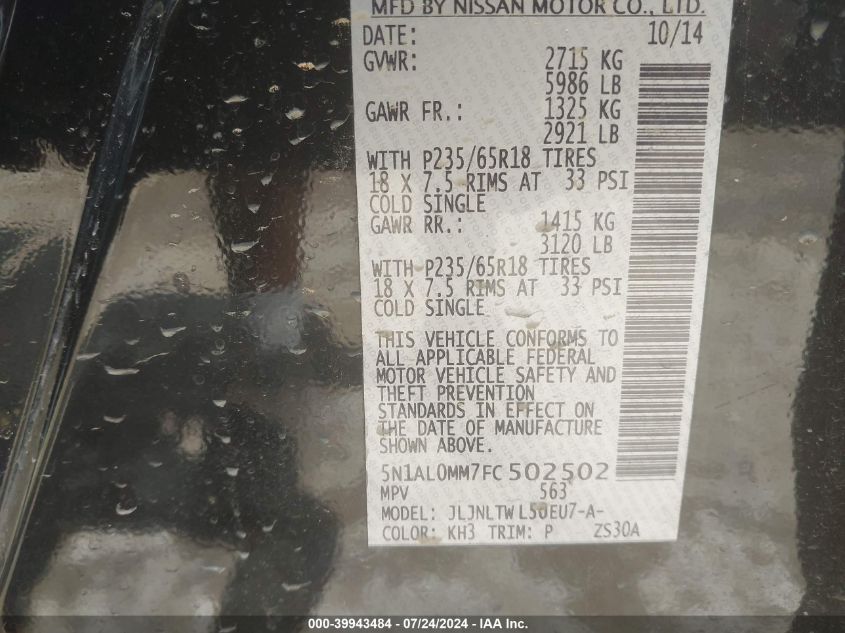 MFD BY NISSAN MOTOR CO., LTD.
DATE: 10/14
GVWR: 2715 KG
5986 LB
GAWR FR.: 1325 KG
2921 LB
WITH P235/65R18 TIRES
18 X 7.5 RIMS AT 33 PSI
COLD SINGLE
GAWR RR.: 1415 KG
3120 LB
WITH P235/65R18 TIRES
18 X 7.5 RIMS AT 33 PSI
COLD SINGLE
THIS VEHICLE CONFORMS TO
ALL APPLICABLE FEDERAL
MOTOR VEHICLE SAFETY AND
THEFT PREVENTION
STANDARDS IN EFFECT ON
THE DATE OF MANUFACTURE
SHOWN ABOVE.
5N1AL0MM7FC 502502
MPV 563
MODEL: JLJNLTW L50EU7-A-
COLOR: KH3 TRIM: P ZS30A
000-39943484 - 07/24/2024 - IAA Inc.